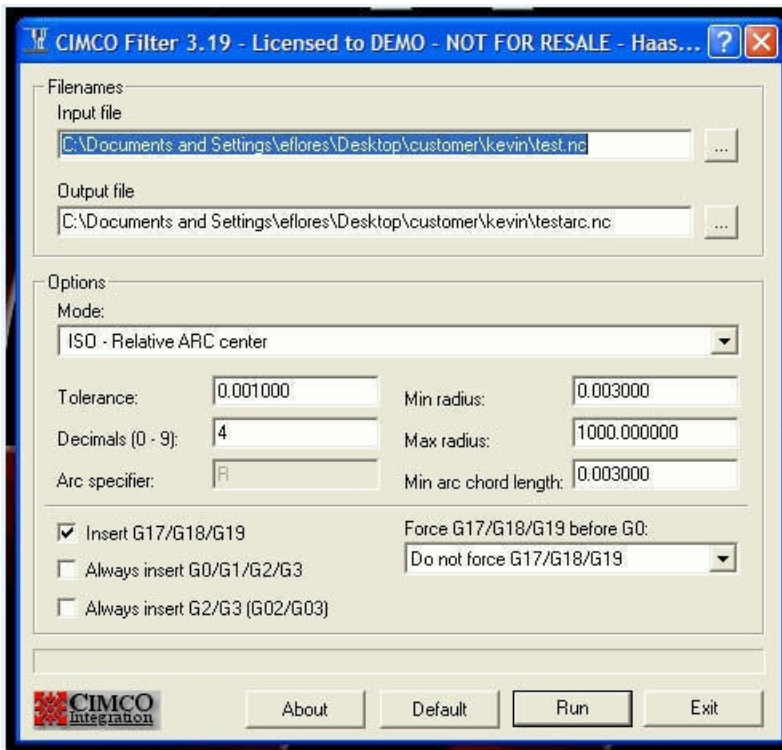 CIMCO Filter 3.19 - Licensed to DEMO - NOT FOR RESALE - Haas...
Filenames
Input file
C:\Documents and Settings\eflores\Desktop\customer\kevin\test.nc
...
Output file
C:\Documents and Settings\eflores\Desktop\customer\kevin\testarc.nc
...
Options
Mode:
ISO - Relative ARC center
Tolerance: 0.001000 Min radius: 0.003000
Decimals (0 - 9): 4 Max radius: 1000.000000
Arc specifier: R Min arc chord length: 0.003000
Insert G17/G18/G19 Force G17/G18/G19 before G0:
Always insert G0/G1/G2/G3 Do not force G17/G18/G19
Always insert G2/G3 (G02/G03)
CIMCO Integration About Default Run Exit